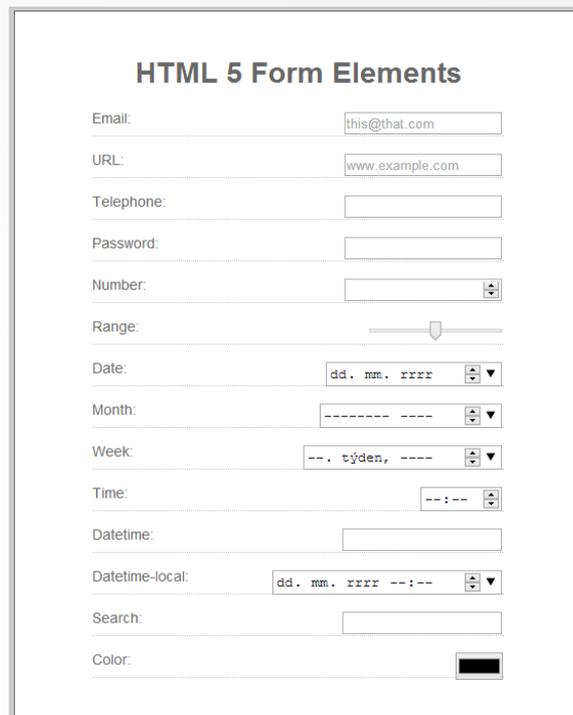 HTML 5 Form Elements
Email: this@that.com
URL: www.example.com
Telephone:
Password:
Number:
Range:
Date: dd. mm. rrrr
Month: -------- ----
Week: --. týden, ----
Time: --:--
Datetime:
Datetime-local: dd. mm. rrrr --:--
Search:
Color: